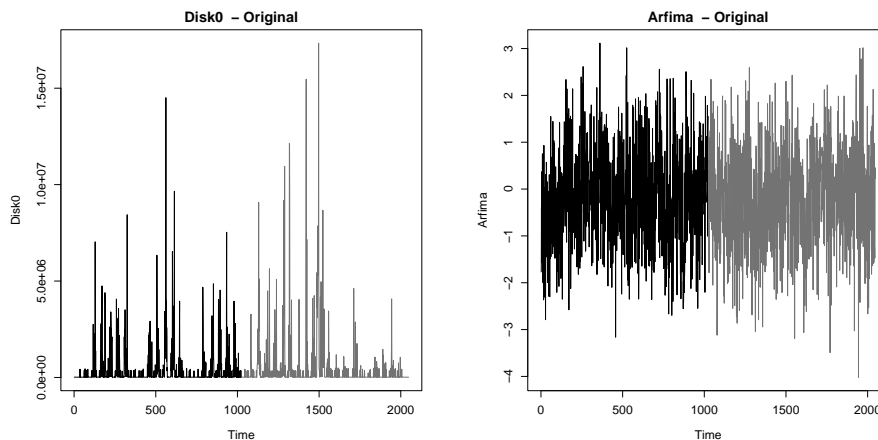 Disk0 − Original
Disk0
0.0e+00
5.0e+06
1.0e+07
1.5e+07
0
500
1000
1500
2000
Time
Arfima − Original
Arfima
3
2
1
0
−1
−2
−3
−4
0
500
1000
1500
2000
Time